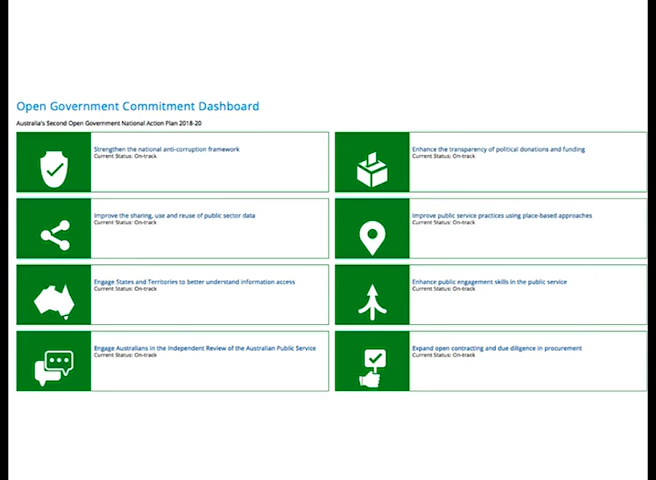 Open Government Commitment Dashboard
Australia's Second Open Government National Action Plan 2018-20
Strengthen the national anti-corruption framework
Current Status: On-track
Enhance the transparency of political donations and funding
Current Status: On-track
Improve the sharing, use and reuse of public sector data
Current Status: On-track
Improve public service practices using place-based approaches
Current Status: On-track
Engage States and Territories to better understand information access
Current Status: On-track
Enhance public engagement skills in the public service
Current Status: On-track
Engage Australians in the Independent Review of the Australian Public Service
Current Status: On-track
Expand open contracting and due diligence in procurement
Current Status: On-track